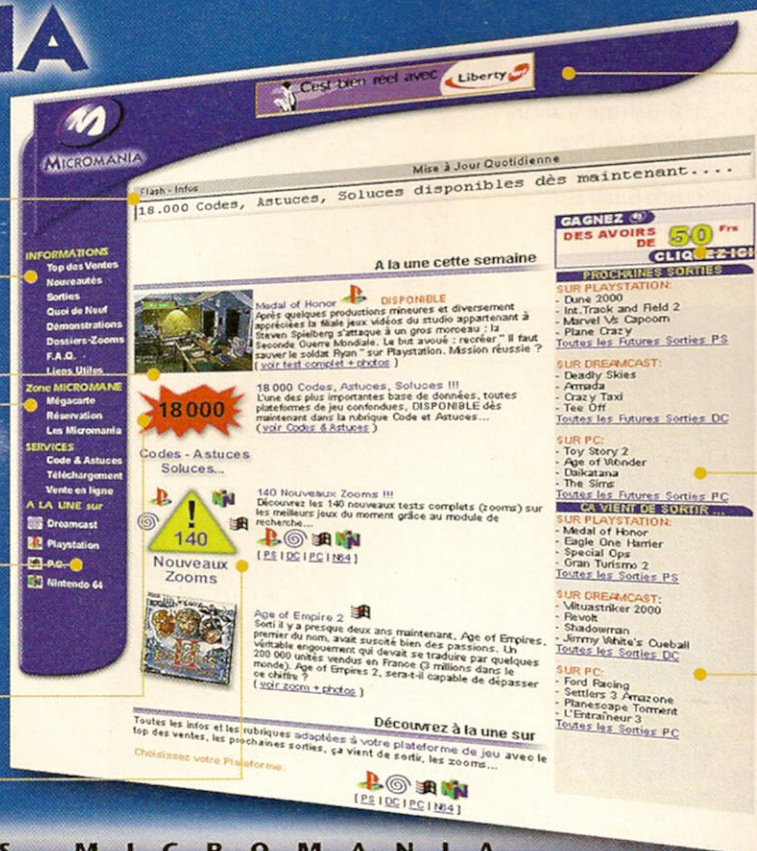 IA
C'est bien réel avec Liberty
MICROMANIA
Mise à Jour Quotidienne
Flash - Infos
18.000 Codes, Astuces, Soluces disponibles dès maintenant....
INFORMATIONS
Top des Ventes
Nouveautés
Sorties
Quoi de Neuf
Démonstrations
Dossiers-Zooms
F.A.Q.
Liens Utiles
Zone MICROMANE
Mégacarte
Réservation
Les Micromania
SERVICES
Code & Astuces
Téléchargement
Vente en ligne
A LA UNE sur
Dreamcast
Playstation
P.C.
Nintendo 64
A la une cette semaine
Medal of Honor DISPONIBLE
Après quelques productions mineures et diversement
appréciées la filiale jeux vidéos du studio appartenant à
Steven Spielberg s'attaque à un gros morceau : la
Seconde Guerre Mondiale. Le but avoué : recréer " Il faut
sauver le soldat Ryan " sur Playstation. Mission réussie ?
( voir test complet + photos )
18 000
Codes - Astuces
Soluces...
18 000 Codes, Astuces, Soluces !!!
L'une des plus importantes base de données, toutes
plateformes de jeu confondues, DISPONIBLE dès
maintenant dans la rubrique Code et Astuces...
( voir Codes & Astuces )
!
140
Nouveaux
Zooms
140 Nouveaux Zooms !!!
Découvrez les 140 nouveaux tests complets (zooms) sur
les meilleurs jeux du moment grâce au module de
recherche...
[ PS | DC | PC | N64 ]
Age of Empire 2
Sorti il y a presque deux ans maintenant, Age of Empires,
premier du nom, avait suscité bien des passions. Un
véritable engouement qui devait se traduire par quelques
200 000 unités vendus en France (3 millions dans le
monde). Age of Empires 2, sera-t-il capable de dépasser
ce chiffre ?
( voir zoom + photos )
Découvrez à la une sur
Toutes les infos et les rubriques adaptées à votre plateforme de jeu avec le
top des ventes, les prochaines sorties, ça vient de sortir, les zooms...
Choisissez votre Plateforme:
[ PS | DC | PC | N64 ]
GAGNEZ
DES AVOIRS
DE 50 Frs
CLIQUEZ ICI
PROCHAINES SORTIES
SUR PLAYSTATION:
- Dune 2000
- Int.Track and Field 2
- Marvel Vs Capcom
- Plane Crazy
Toutes les Futures Sorties PS
SUR DREAMCAST:
- Deadly Skies
- Armada
- Crazy Taxi
- Tee Off
Toutes les Futures Sorties DC
SUR PC:
- Toy Story 2
- Age of Wonder
- Daikatana
- The Sims
Toutes les Futures Sorties PC
ÇA VIENT DE SORTIR ...
SUR PLAYSTATION:
- Medal of Honor
- Eagle One Harrier
- Special Ops
- Gran Turismo 2
Toutes les Sorties PS
SUR DREAMCAST:
- Vituastriker 2000
- Revolt
- Shadowman
- Jimmy White's Cueball
Toutes les Sorties DC
SUR PC:
- Ford Racing
- Settlers 3 Amazone
- Planescape Torment
- L'Entraîneur 3
Toutes les Sorties PC
S MICROMANIA